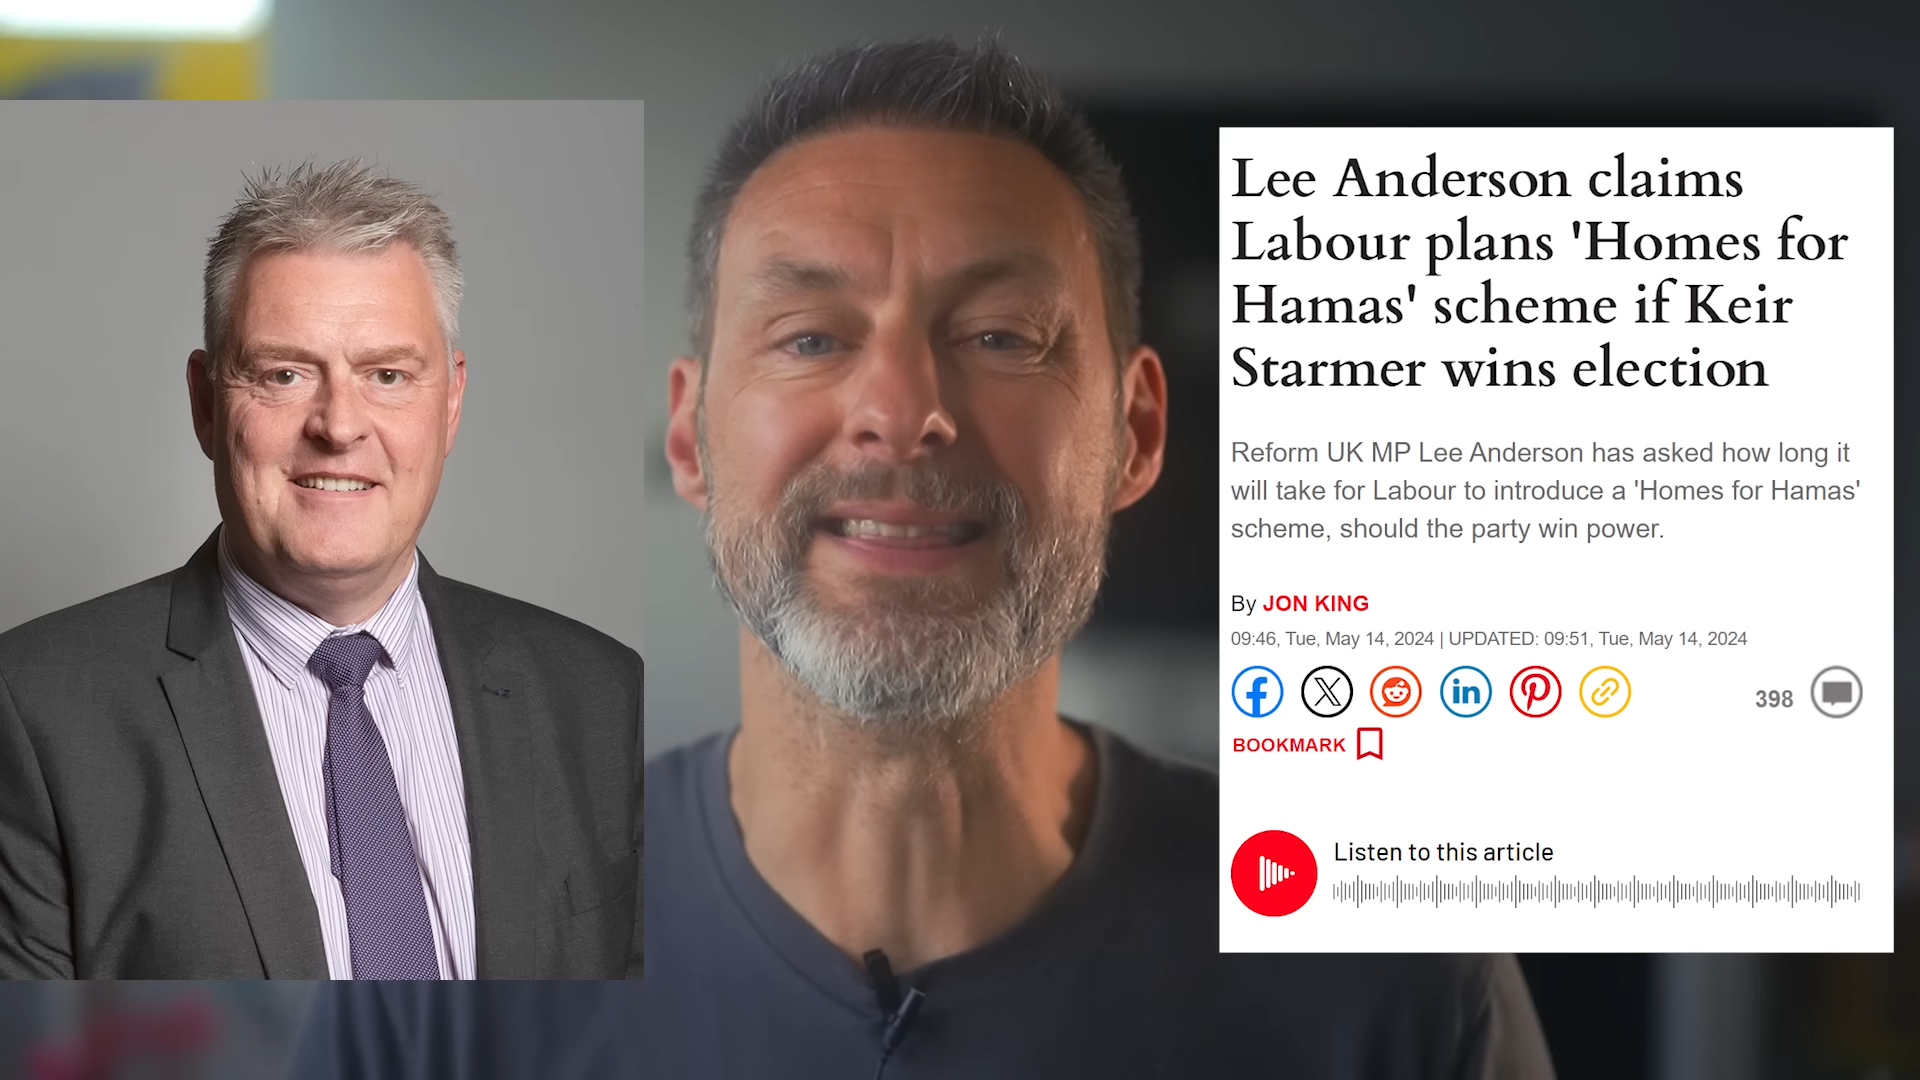 Lee Anderson claims
Labour plans 'Homes for
Hamas' scheme if Keir
Starmer wins election
Reform UK MP Lee Anderson has asked how long it
will take for Labour to introduce a 'Homes for Hamas'
scheme, should the party win power.
By JON KING
09:46, Tue, May 14, 2024 | UPDATED: 09:51, Tue, May 14, 2024
398
BOOKMARK
Listen to this article